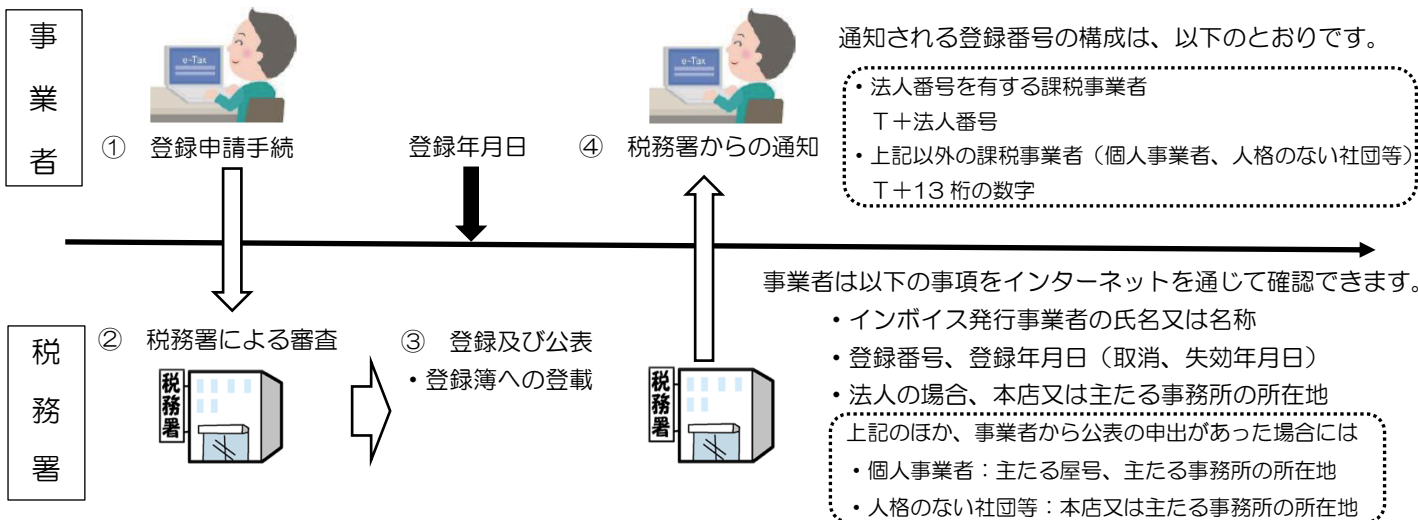 事業者
e-Tax
e-Tax
通知される登録番号の構成は、以下のとおりです。
・法人番号を有する課税事業者
T+法人番号
・上記以外の課税事業者（個人事業者、人格のない社団等）
T+13桁の数字
① 登録申請手続
登録年月日
④ 税務署からの通知
税務署
② 税務署による審査
税務署
③ 登録及び公表
・登録簿への登載
税務署
事業者は以下の事項をインターネットを通じて確認できます。
・インボイス発行事業者の氏名又は名称
・登録番号、登録年月日（取消、失効年月日）
・法人の場合、本店又は主たる事務所の所在地
上記のほか、事業者から公表の申出があった場合には
・個人事業者：主たる屋号、主たる事務所の所在地
・人格のない社団等：本店又は主たる事務所の所在地